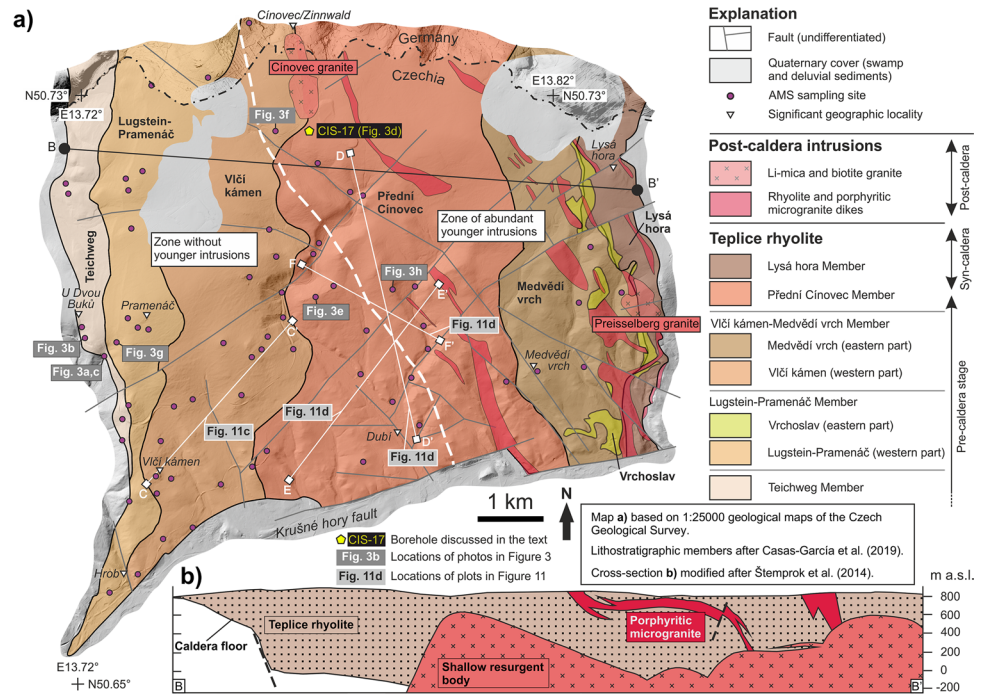 a)
Cínovec/Zinnwald
Germany
Czechia
Cínovec granite
N50.73°
E13.72°
E13.82°
N50.73°
Lugstein-
Pramenáč
Fig. 3f
CIS-17 (Fig. 3d)
B
D
Lysá
hora
B'
Vlčí
kámen
Přední
Cínovec
Zone of abundant
younger intrusions
Lysá
hora
Teichweg
Zone without
younger intrusions
F
Fig. 3h
E'
Medvědí
vrch
U Dvou
Buků
Pramenáč
Fig. 3e
C'
Fig. 11d
Preisselberg granite
F'
Fig. 3b
Fig. 3g
Fig. 3a,c
Medvědí
vrch
Fig. 11d
Fig. 11c
Dubí
D'
Fig. 11d
Vlčí kámen
C
E
Vrchoslav
Krušné hory fault
1 km
N
Hrob
E13.72°
N50.65°
CIS-17
Borehole discussed in the text
Fig. 3b
Locations of photos in Figure 3
Fig. 11d
Locations of plots in Figure 11
Explanation
Fault (undifferentiated)
Quaternary cover (swamp
and deluvial sediments)
AMS sampling site
Significant geographic locality
Post-caldera intrusions
Li-mica and biotite granite
Rhyolite and porphyritic
microgranite dikes
Post-caldera
Teplice rhyolite
Lysá hora Member
Přední Cínovec Member
Syn-caldera
Vlčí kámen-Medvědí vrch Member
Medvědí vrch (eastern part)
Vlčí kámen (western part)
Lugstein-Pramenáč Member
Vrchoslav (eastern part)
Lugstein-Pramenáč (western part)
Teichweg Member
Pre-caldera stage
Map a) based on 1:25000 geological maps of the Czech
Geological Survey.
Lithostratigraphic members after Casas-García et al. (2019).
Cross-section b) modified after Štemprok et al. (2014).
b)
m a.s.l.
800
600
400
200
0
-200
Teplice rhyolite
Caldera floor
Porphyritic
microgranite
Shallow resurgent
body
B
B'